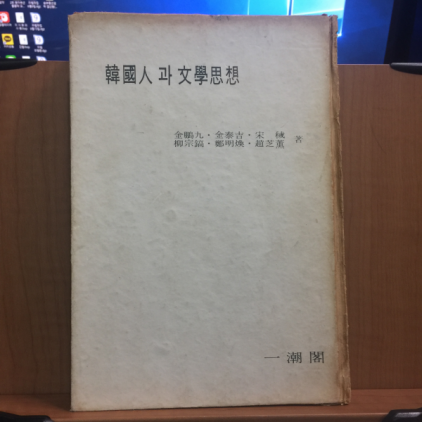 韓國人과 文學思想
金鵬九・金泰吉・宋 稶
柳宗鎬・鄭明煥・趙芝薰 著
一潮閣